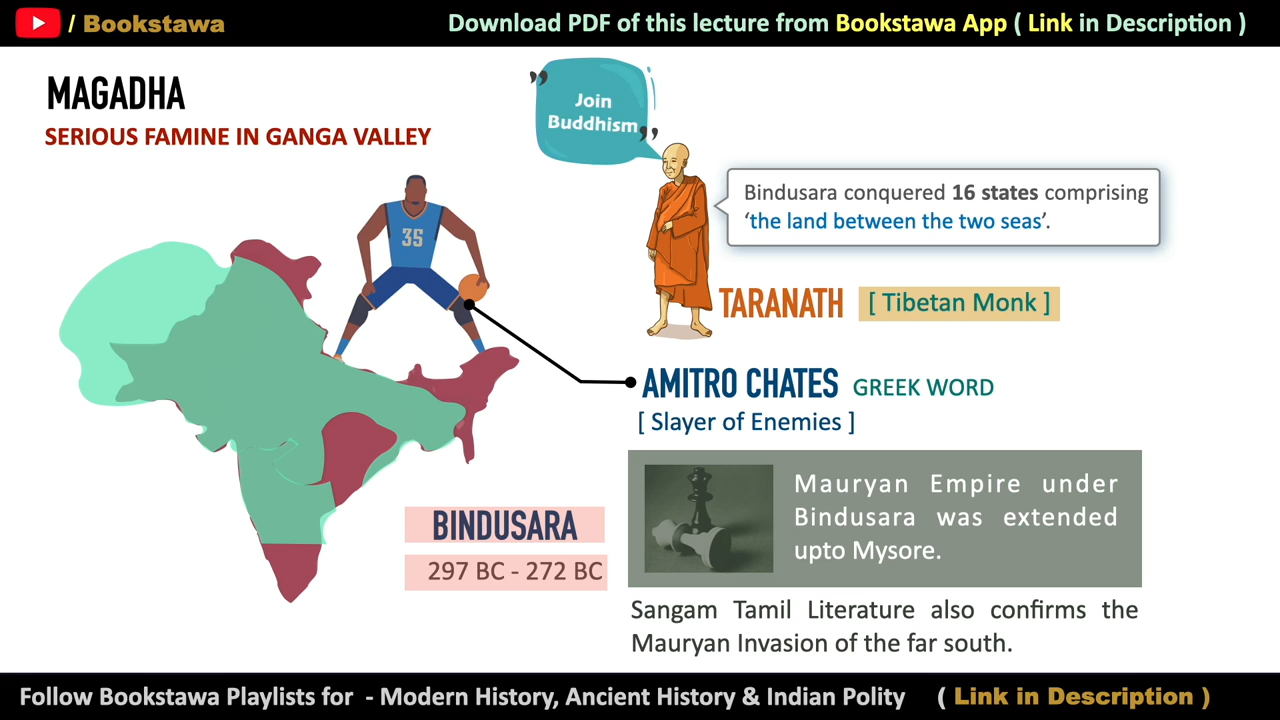 / Bookstawa
Download PDF of this lecture from Bookstawa App ( Link in Description )
MAGADHA
SERIOUS FAMINE IN GANGA VALLEY
Join
Buddhism
35
Bindusara conquered 16 states comprising
‘the land between the two seas’.
TARANATH [ Tibetan Monk ]
AMITRO CHATES GREEK WORD
[ Slayer of Enemies ]
Mauryan Empire under
Bindusara was extended
upto Mysore.
BINDUSARA
297 BC - 272 BC
Sangam Tamil Literature also confirms the
Mauryan Invasion of the far south.
Follow Bookstawa Playlists for - Modern History, Ancient History & Indian Polity ( Link in Description )